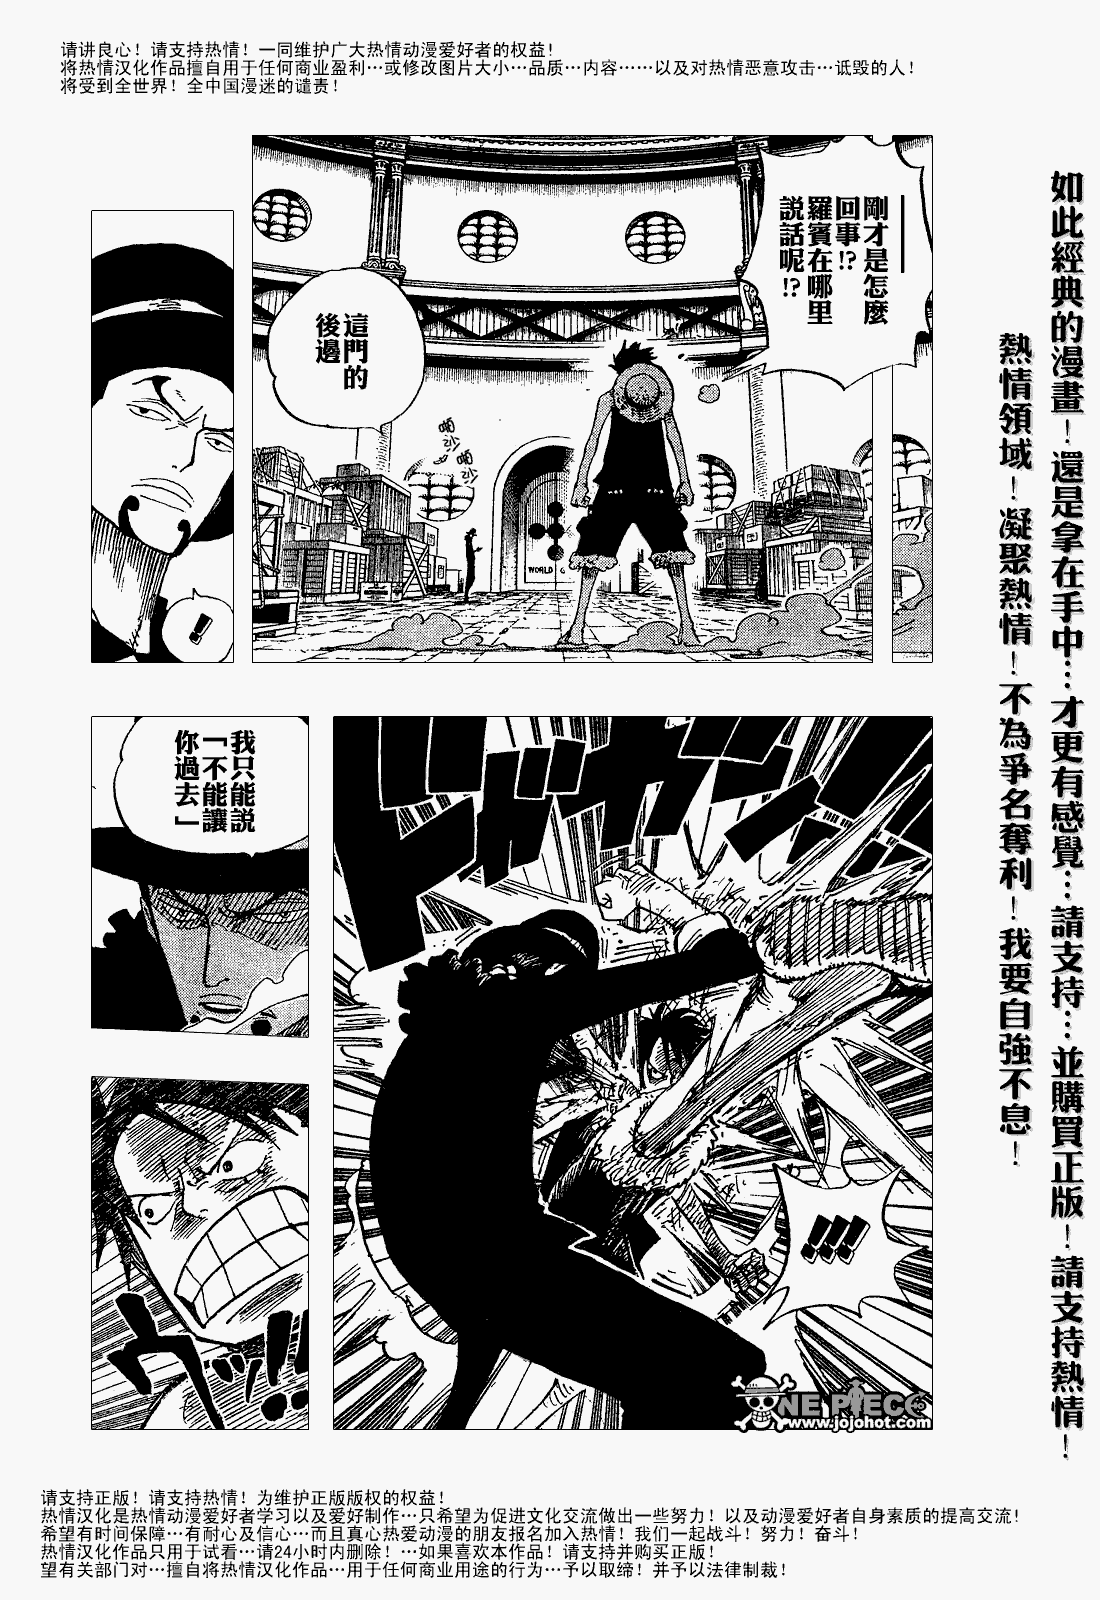 请讲良心！请支持热情！一同维护广大热情动漫爱好者的权益！
将热情汉化作品擅自用于任何商业盈利…或修改图片大小…品质…内容……以及对热情恶意攻击…诋毁的人！
将受到全世界！全中国漫迷的谴责！
如此經典的漫畫！還是拿在手中…才更有感覺…請支持…並購買正版！請支持熱情！
熱情領域！凝聚熱情！不為爭名奪利！我要自強不息！
——剛才是怎麼
回事!?
羅賓在哪里
説話呢!?
這門的
後邊
啪沙
啪沙
WORLD G
!!
ドドドォン
!!!!
我只能説
「不能讓
你過去」
ヴッ!!
ONE PIECE
www.jojohot.com
请支持正版！请支持热情！为维护正版版权的权益！
热情汉化是热情动漫爱好者学习以及爱好制作…只希望为促进文化交流做出一些努力！以及动漫爱好者自身素质的提高交流！
希望有时间保障…有耐心及信心…而且真心热爱动漫的朋友报名加入热情！我们一起战斗！努力！奋斗！
热情汉化作品只用于试看…请24小时内删除！…如果喜欢本作品！请支持并购买正版！
望有关部门对…擅自将热情汉化作品…用于任何商业用途的行为…予以取缔！并予以法律制裁！